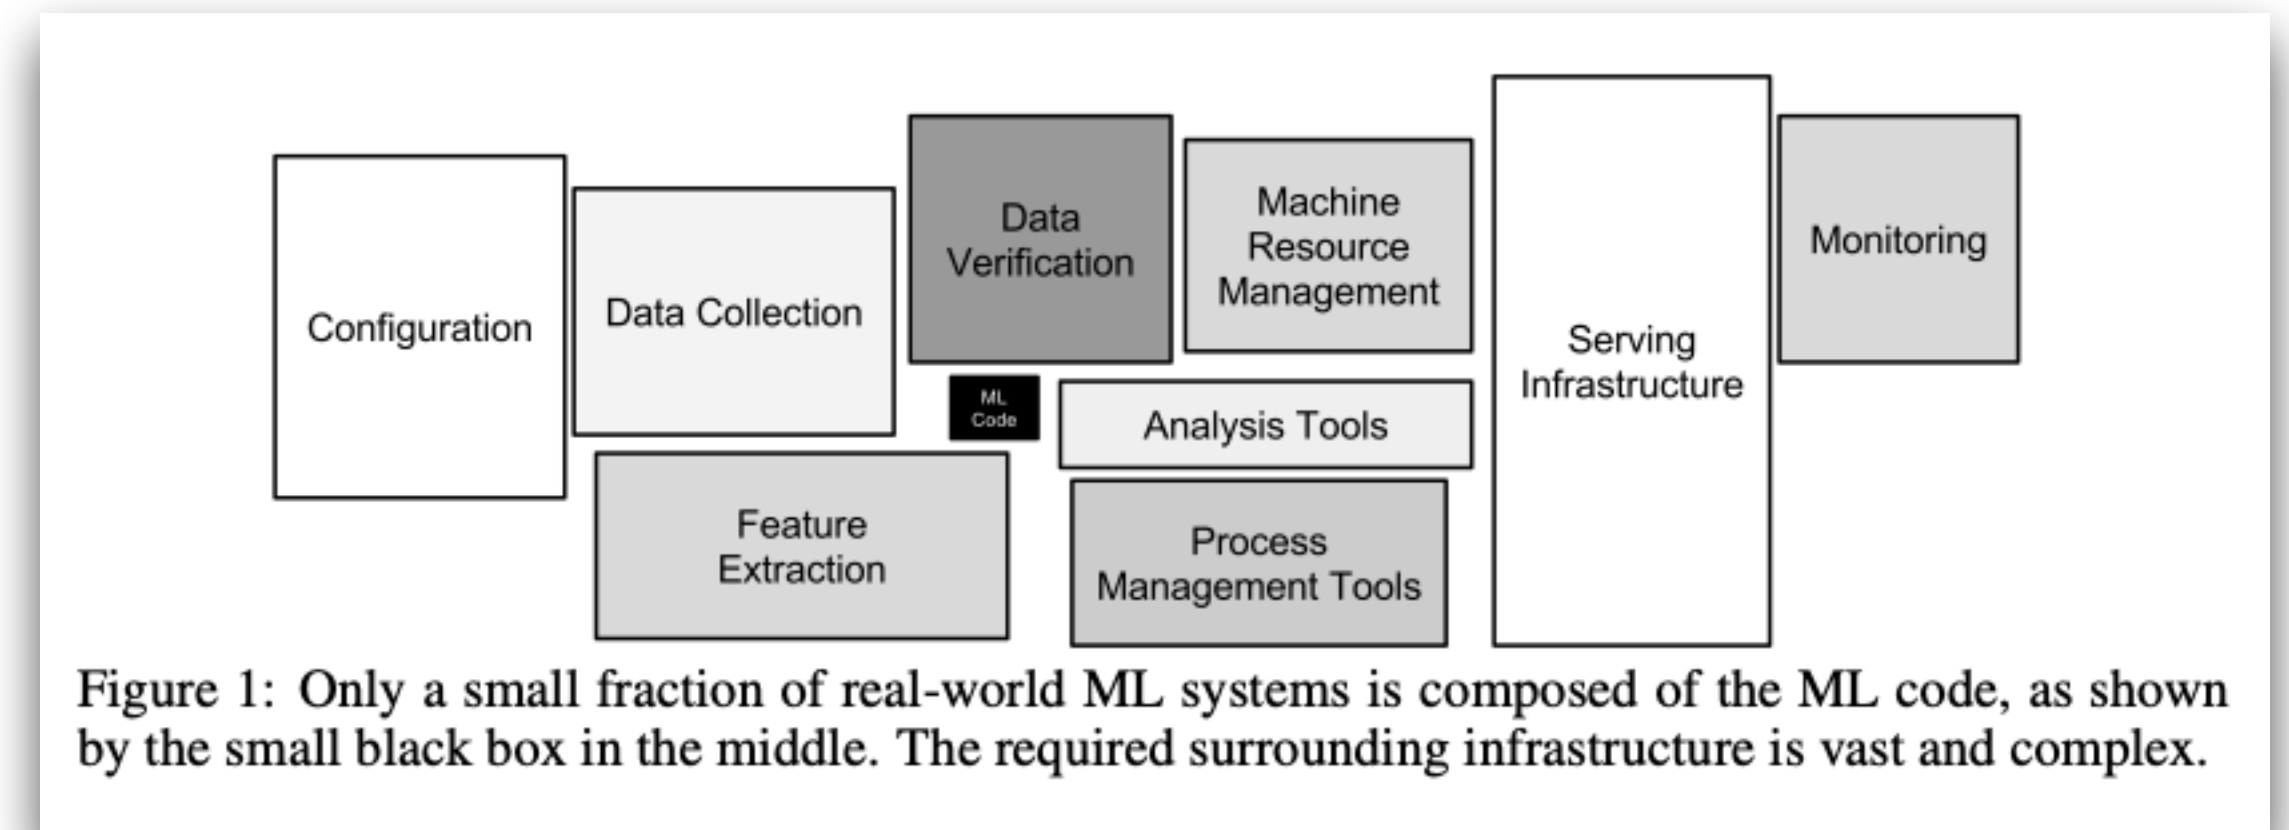 Configuration
Data Collection
Data
Verification
Machine
Resource
Management
Serving
Infrastructure
Monitoring
ML
Code
Analysis Tools
Feature
Extraction
Process
Management Tools
Figure 1: Only a small fraction of real-world ML systems is composed of the ML code, as shown
by the small black box in the middle. The required surrounding infrastructure is vast and complex.